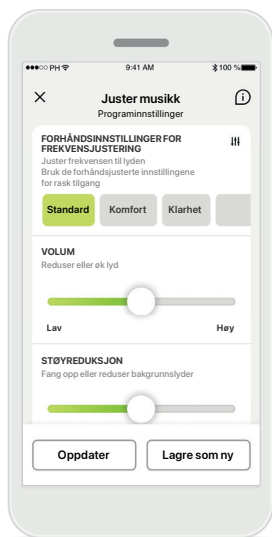 PH 9:41 AM 100 %
Juster musikk
Programinnstillinger
FORHÅNDSINNSTILLINGER FOR
FREKVENSJUSTERING
Juster frekvensen til lyden
Bruk de forhåndsjusterte innstillingene
for rask tilgang
Standard Komfort Klarhet
VOLUM
Reduser eller øk lyd
Lav Høy
STØYREDUKSJON
Fang opp eller reduser bakgrunnslyder
Oppdater Lagre som ny